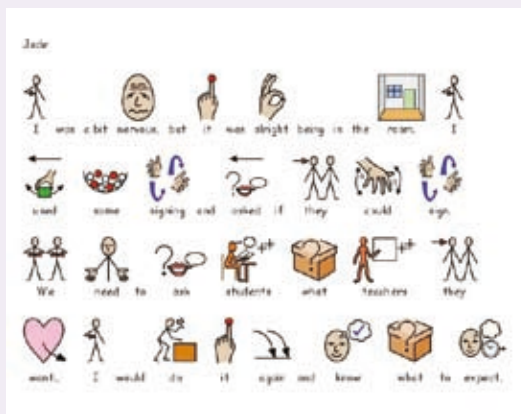 Jade
I was a bit nervous, but it was alright being in the room. I
used some signing and asked if they could sign.
We need to ask students what teachers they
want. I would do it again and know what to expect.